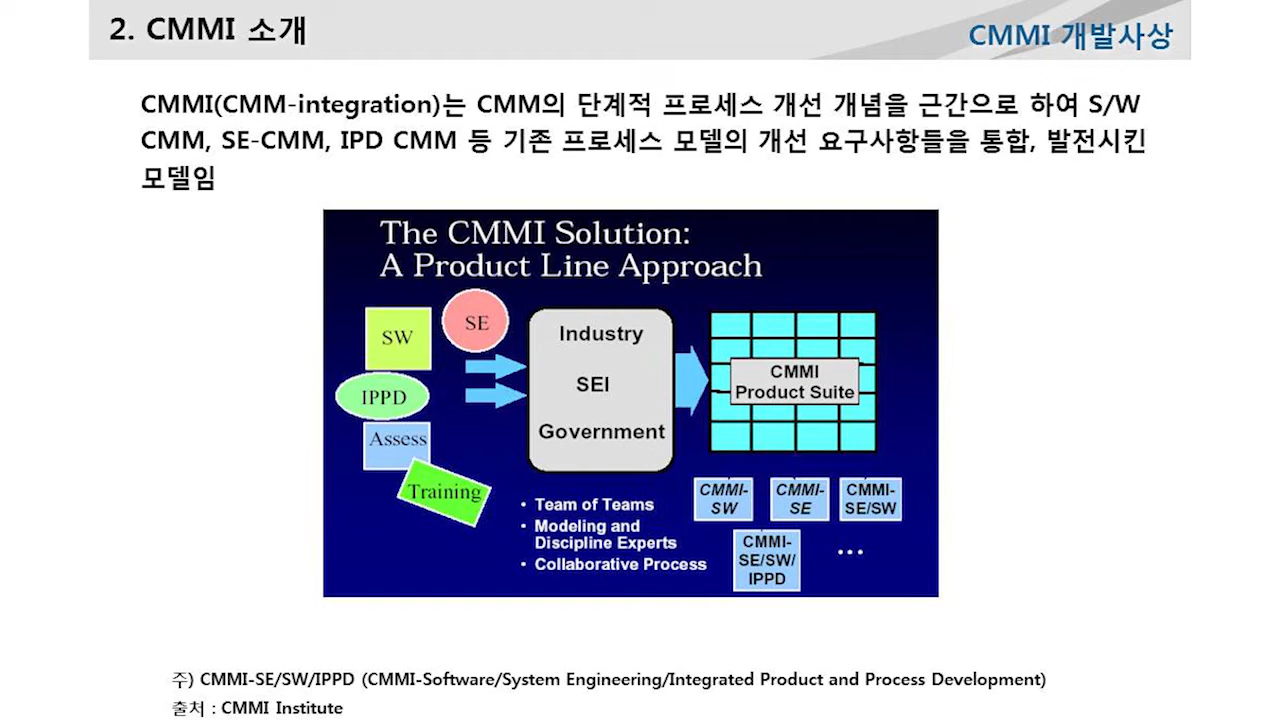 2. CMMI 소개
CMMI 개발사상
CMMI(CMM-integration)는 CMM의 단계적 프로세스 개선 개념을 근간으로 하여 S/W
CMM, SE-CMM, IPD CMM 등 기존 프로세스 모델의 개선 요구사항들을 통합, 발전시킨
모델임
The CMMI Solution:
A Product Line Approach
SW
SE
IPPD
Assess
Training
Industry
SEI
Government
CMMI
Product Suite
• Team of Teams
• Modeling and
Discipline Experts
• Collaborative Process
CMMI-
SW
CMMI-
SE
CMMI-
SE/SW
CMMI-
SE/SW/
IPPD
...
주) CMMI-SE/SW/IPPD (CMMI-Software/System Engineering/Integrated Product and Process Development)
출처 : CMMI Institute